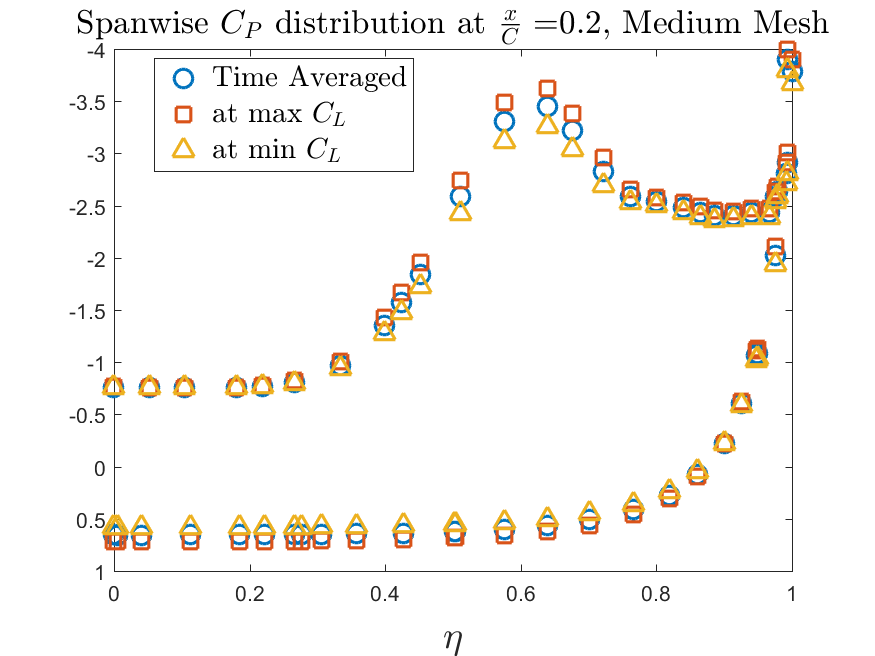 Spanwise C_P distribution at x/C =0.2, Medium Mesh
Time Averaged
at max C_L
at min C_L
-4
-3.5
-3
-2.5
-2
-1.5
-1
-0.5
0
0.5
1
0 0.2 0.4 0.6 0.8 1
η